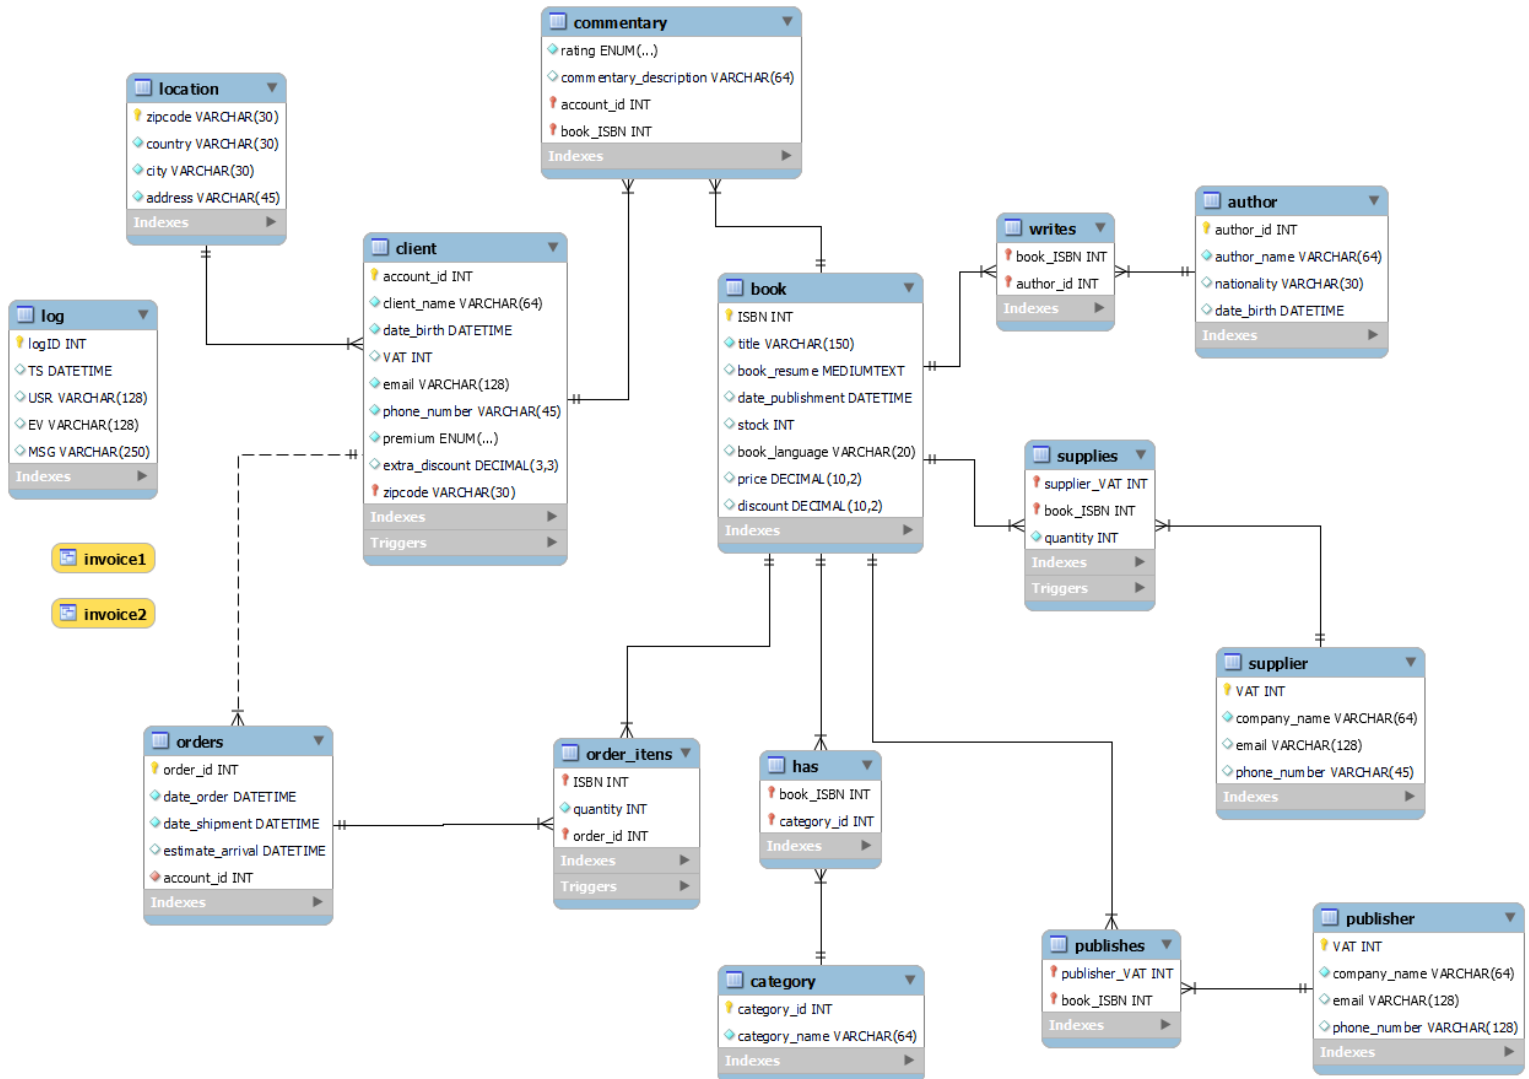 commentary
rating ENUM(...)
commentary_description VARCHAR(64)
account_id INT
book_ISBN INT
Indexes
location
zipcode VARCHAR(30)
country VARCHAR(30)
city VARCHAR(30)
address VARCHAR(45)
Indexes
client
account_id INT
client_name VARCHAR(64)
date_birth DATETIME
VAT INT
email VARCHAR(128)
phone_number VARCHAR(45)
premium ENUM(...)
extra_discount DECIMAL(3,3)
zipcode VARCHAR(30)
Indexes
Triggers
log
logID INT
TS DATETIME
USR VARCHAR(128)
EV VARCHAR(128)
MSG VARCHAR(250)
Indexes
invoice1
invoice2
book
ISBN INT
title VARCHAR(150)
book_resume MEDIUMTEXT
date_publishment DATETIME
stock INT
book_language VARCHAR(20)
price DECIMAL(10,2)
discount DECIMAL(10,2)
Indexes
writes
book_ISBN INT
author_id INT
Indexes
author
author_id INT
author_name VARCHAR(64)
nationality VARCHAR(30)
date_birth DATETIME
Indexes
supplies
supplier_VAT INT
book_ISBN INT
quantity INT
Indexes
Triggers
supplier
VAT INT
company_name VARCHAR(64)
email VARCHAR(128)
phone_number VARCHAR(45)
Indexes
orders
order_id INT
date_order DATETIME
date_shipment DATETIME
estimate_arrival DATETIME
account_id INT
Indexes
order_itens
ISBN INT
quantity INT
order_id INT
Indexes
Triggers
has
book_ISBN INT
category_id INT
Indexes
category
category_id INT
category_name VARCHAR(64)
Indexes
publishes
publisher_VAT INT
book_ISBN INT
Indexes
publisher
VAT INT
company_name VARCHAR(64)
email VARCHAR(128)
phone_number VARCHAR(128)
Indexes